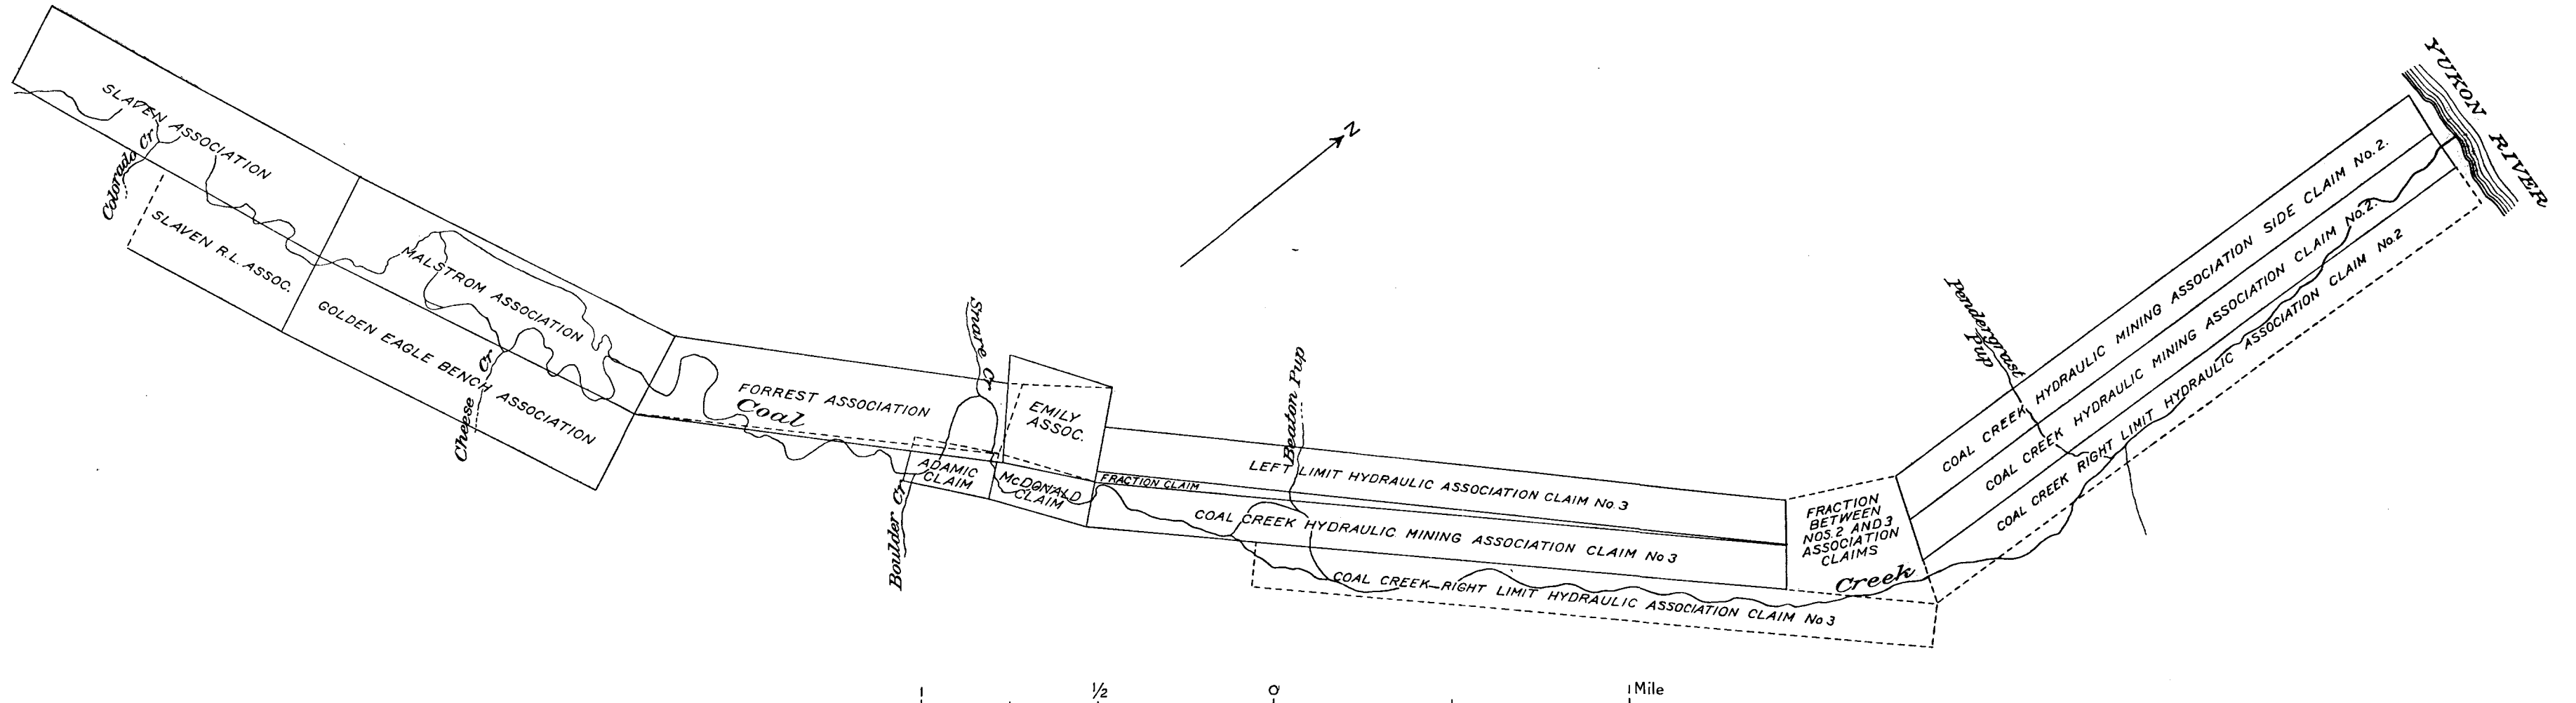 SLAVEN ASSOCIATION
Colorado Cr
SLAVEN R.L. ASSOC.
MALSTROM ASSOCIATION
GOLDEN EAGLE BENCH ASSOCIATION
Cheese Cr
FORREST ASSOCIATION
Coal
Snare Cr
EMILY
ASSOC.
ADAMIC
CLAIM
McDONALD
CLAIM
Boulder Cr
N
Beaton Pup
FRACTION CLAIM
LEFT LIMIT HYDRAULIC ASSOCIATION CLAIM No. 3
COAL CREEK HYDRAULIC MINING ASSOCIATION CLAIM No 3
COAL CREEK RIGHT LIMIT HYDRAULIC ASSOCIATION CLAIM No 3
FRACTION
BETWEEN
NOS. 2 AND 3
ASSOCIATION
CLAIMS
Creek
Pendergrast
Pup
COAL CREEK HYDRAULIC MINING ASSOCIATION SIDE CLAIM No. 2.
COAL CREEK HYDRAULIC MINING ASSOCIATION CLAIM No. 2.
COAL CREEK RIGHT LIMIT HYDRAULIC ASSOCIATION CLAIM No. 2
YUKON RIVER
1 ½ 0 1 Mile